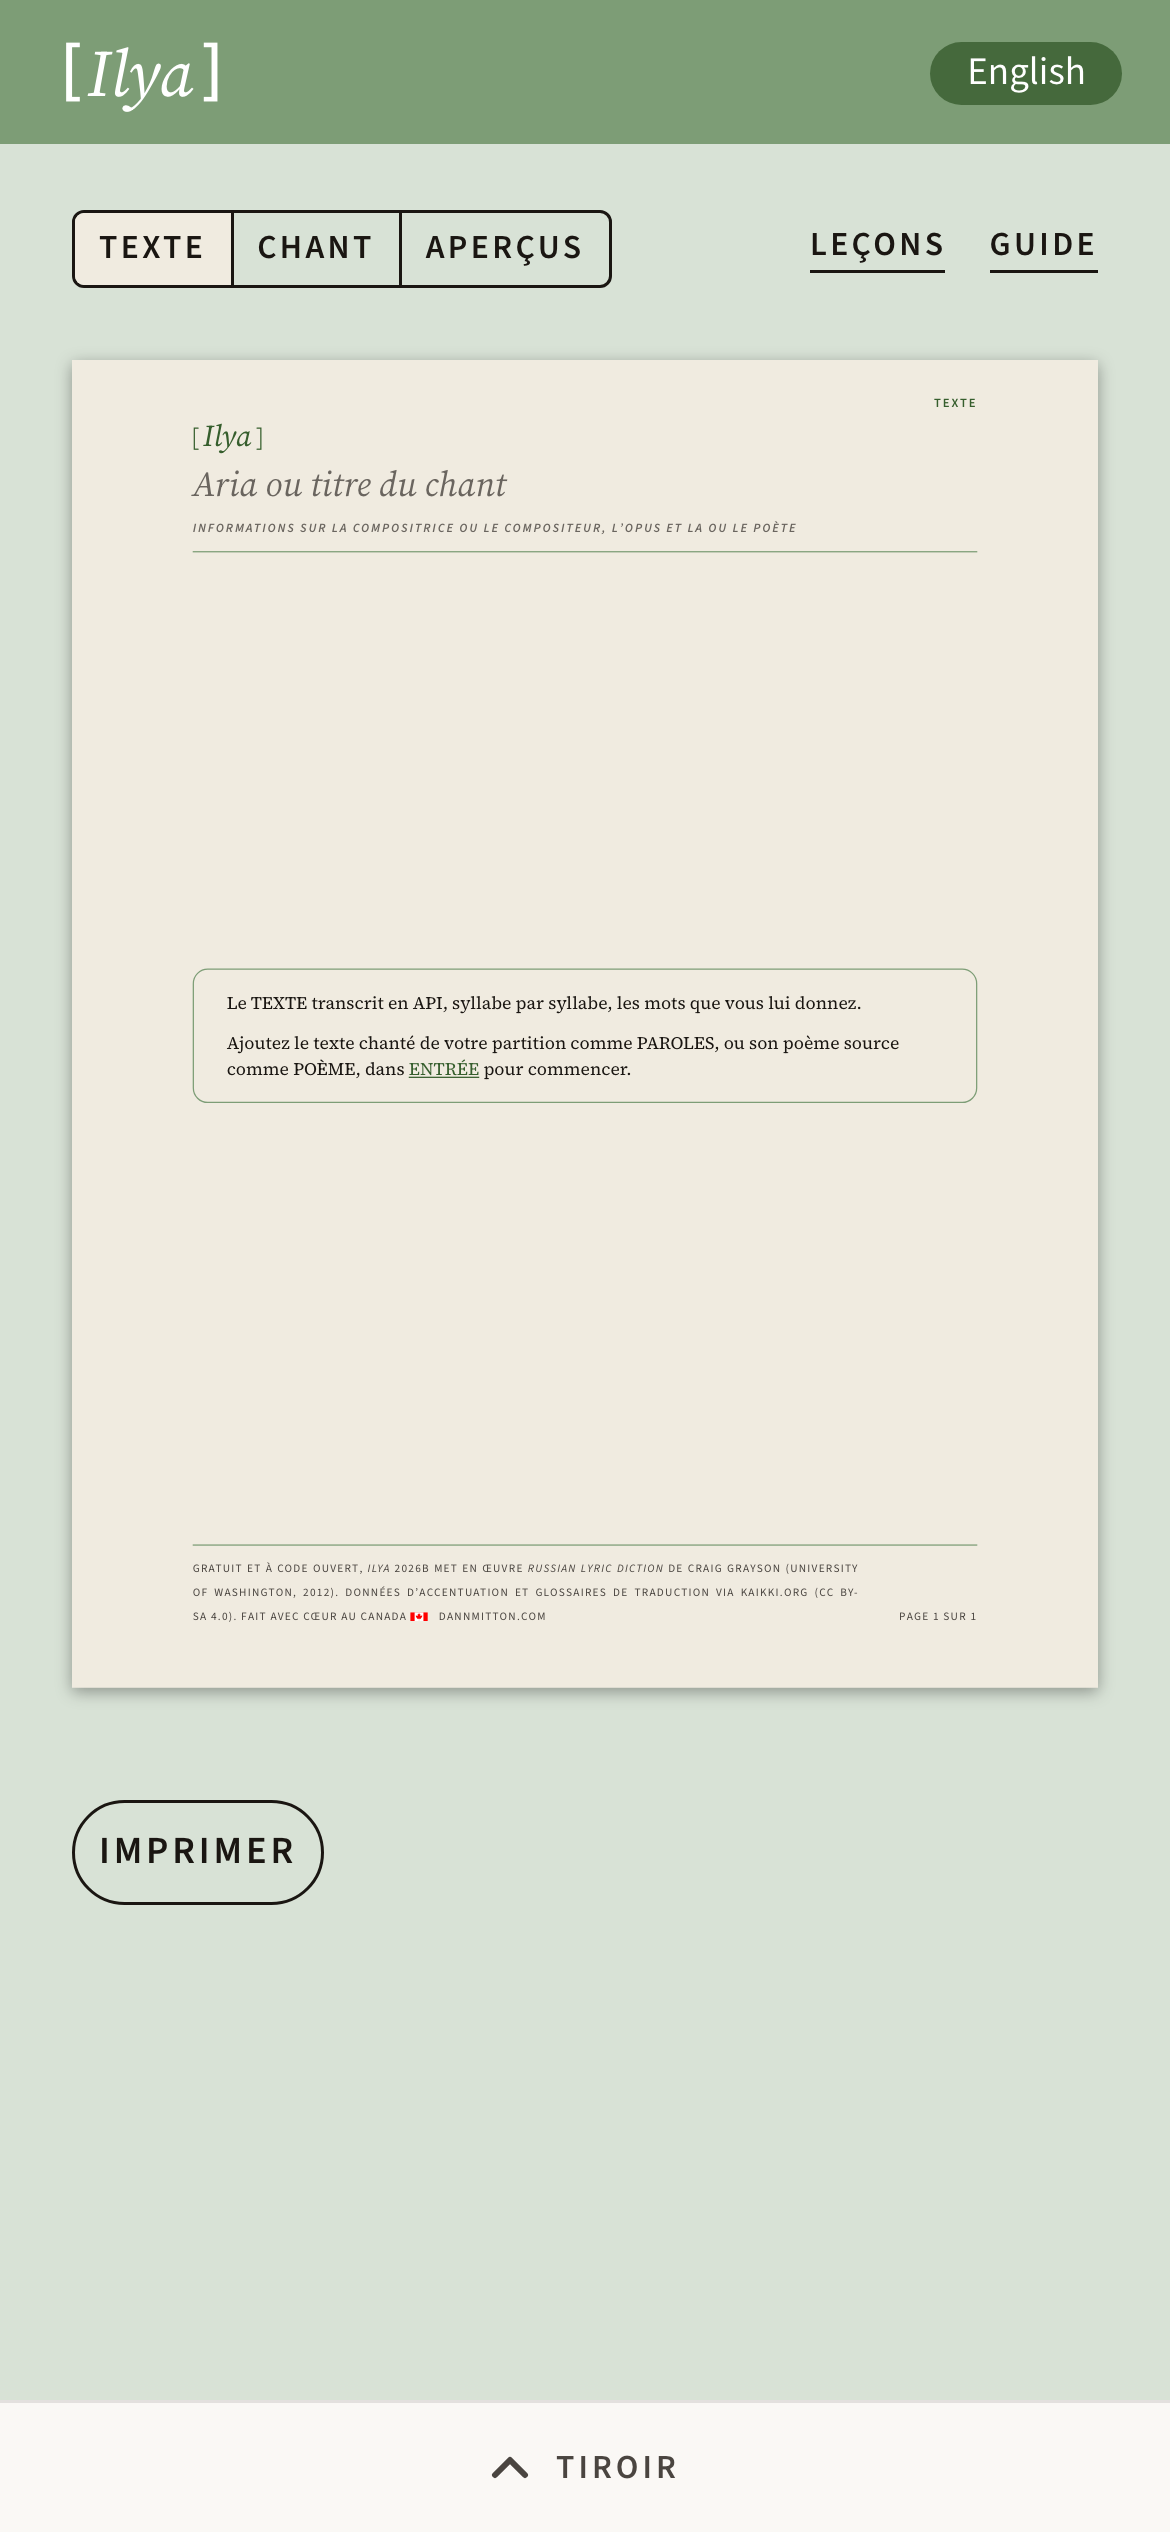 [Ilya]
English
TEXTE
CHANT
APERÇUS
LEÇONS
GUIDE
TEXTE
[Ilya]
Aria ou titre du chant
INFORMATIONS SUR LA COMPOSITRICE OU LE COMPOSITEUR, L’OPUS ET LA OU LE POÈTE
Le TEXTE transcrit en API, syllabe par syllabe, les mots que vous lui donnez.
Ajoutez le texte chanté de votre partition comme PAROLES, ou son poème source
comme POÈME, dans ENTRÉE pour commencer.
GRATUIT ET À CODE OUVERT, ILYA 2026B MET EN ŒUVRE RUSSIAN LYRIC DICTION DE CRAIG GRAYSON (UNIVERSITY
OF WASHINGTON, 2012). DONNÉES D’ACCENTUATION ET GLOSSAIRES DE TRADUCTION VIA KAIKKI.ORG (CC BY-
SA 4.0). FAIT AVEC CŒUR AU CANADA 🇨🇦 DANNMITTON.COM
PAGE 1 SUR 1
IMPRIMER
TIROIR